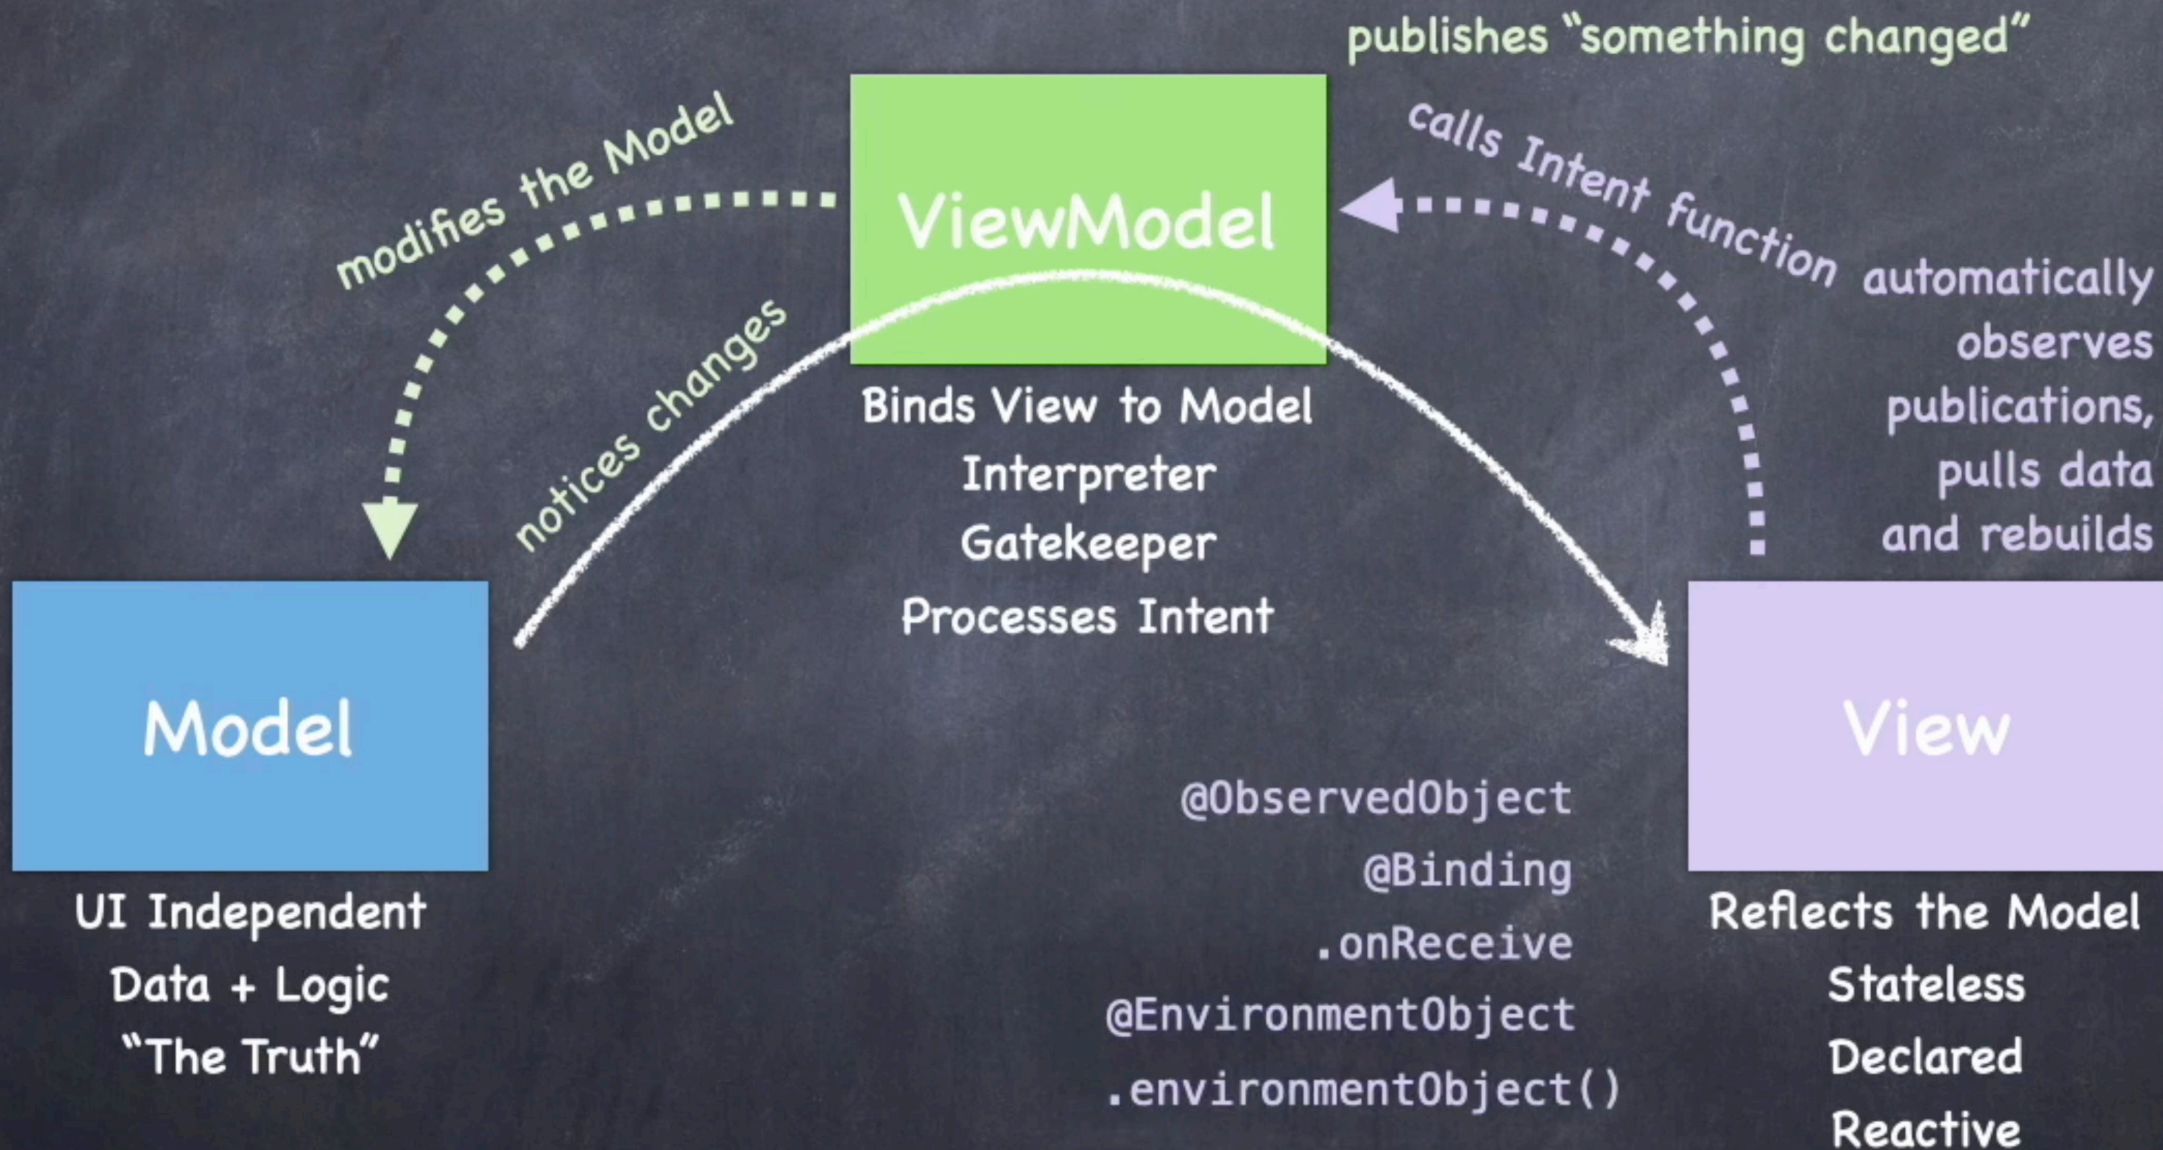 publishes “something changed”
modifies the Model
ViewModel
calls Intent function
notices changes
automatically
observes
publications,
pulls data
and rebuilds
Binds View to Model
Interpreter
Gatekeeper
Processes Intent
Model
UI Independent
Data + Logic
“The Truth”
@ObservedObject
@Binding
.onReceive
@EnvironmentObject
.environmentObject()
View
Reflects the Model
Stateless
Declared
Reactive